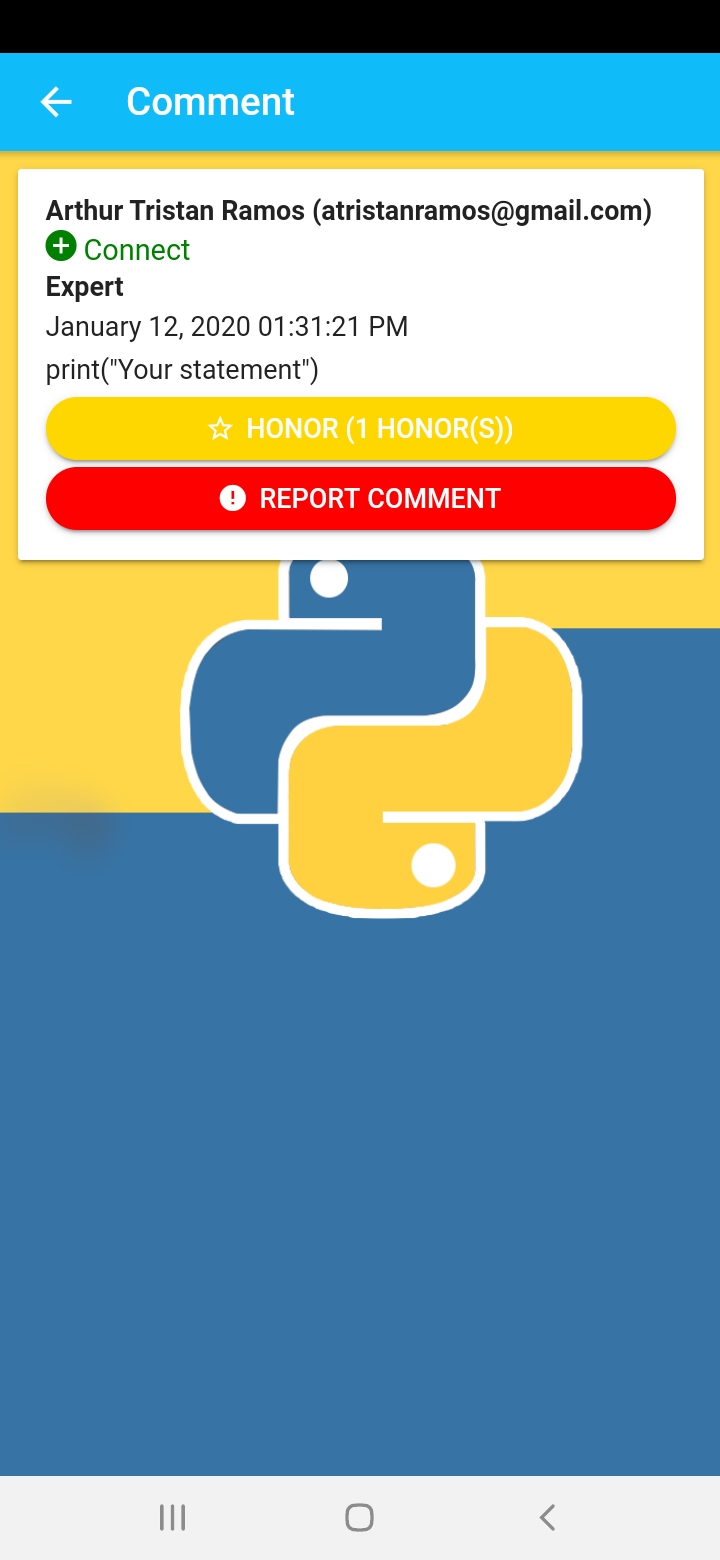 Comment
Arthur Tristan Ramos (atristanramos@gmail.com)
Connect
Expert
January 12, 2020 01:31:21 PM
print("Your statement")
HONOR (1 HONOR(S))
REPORT COMMENT